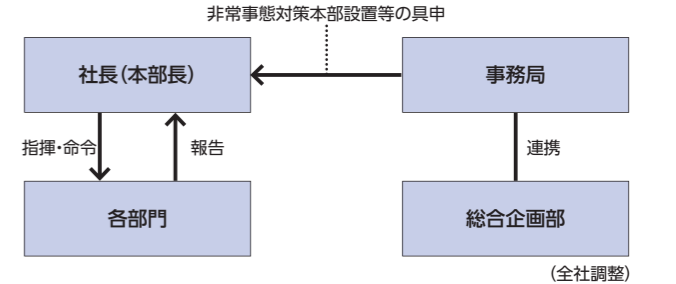 非常事態対策本部設置等の具申
社長（本部長）
事務局
指揮・命令
報告
連携
各部門
総合企画部
（全社調整）